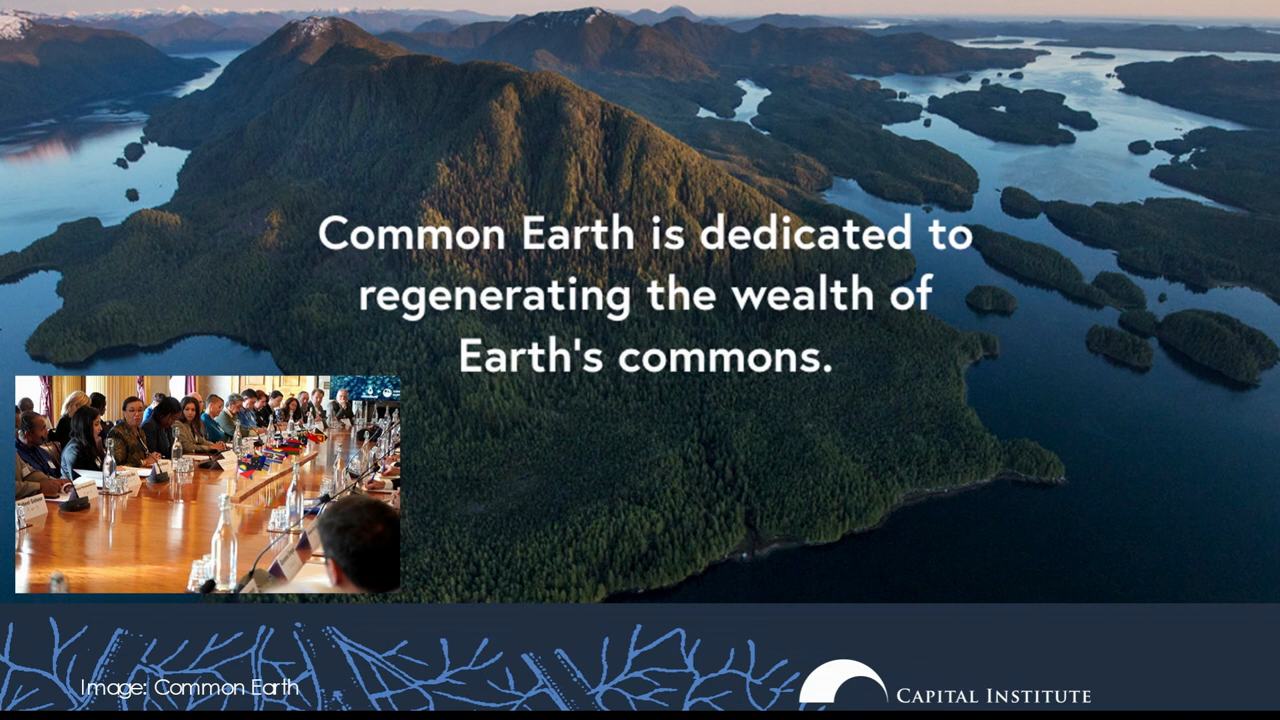 Common Earth is dedicated to
regenerating the wealth of
Earth's commons.
Image: Common Earth
CAPITAL INSTITUTE